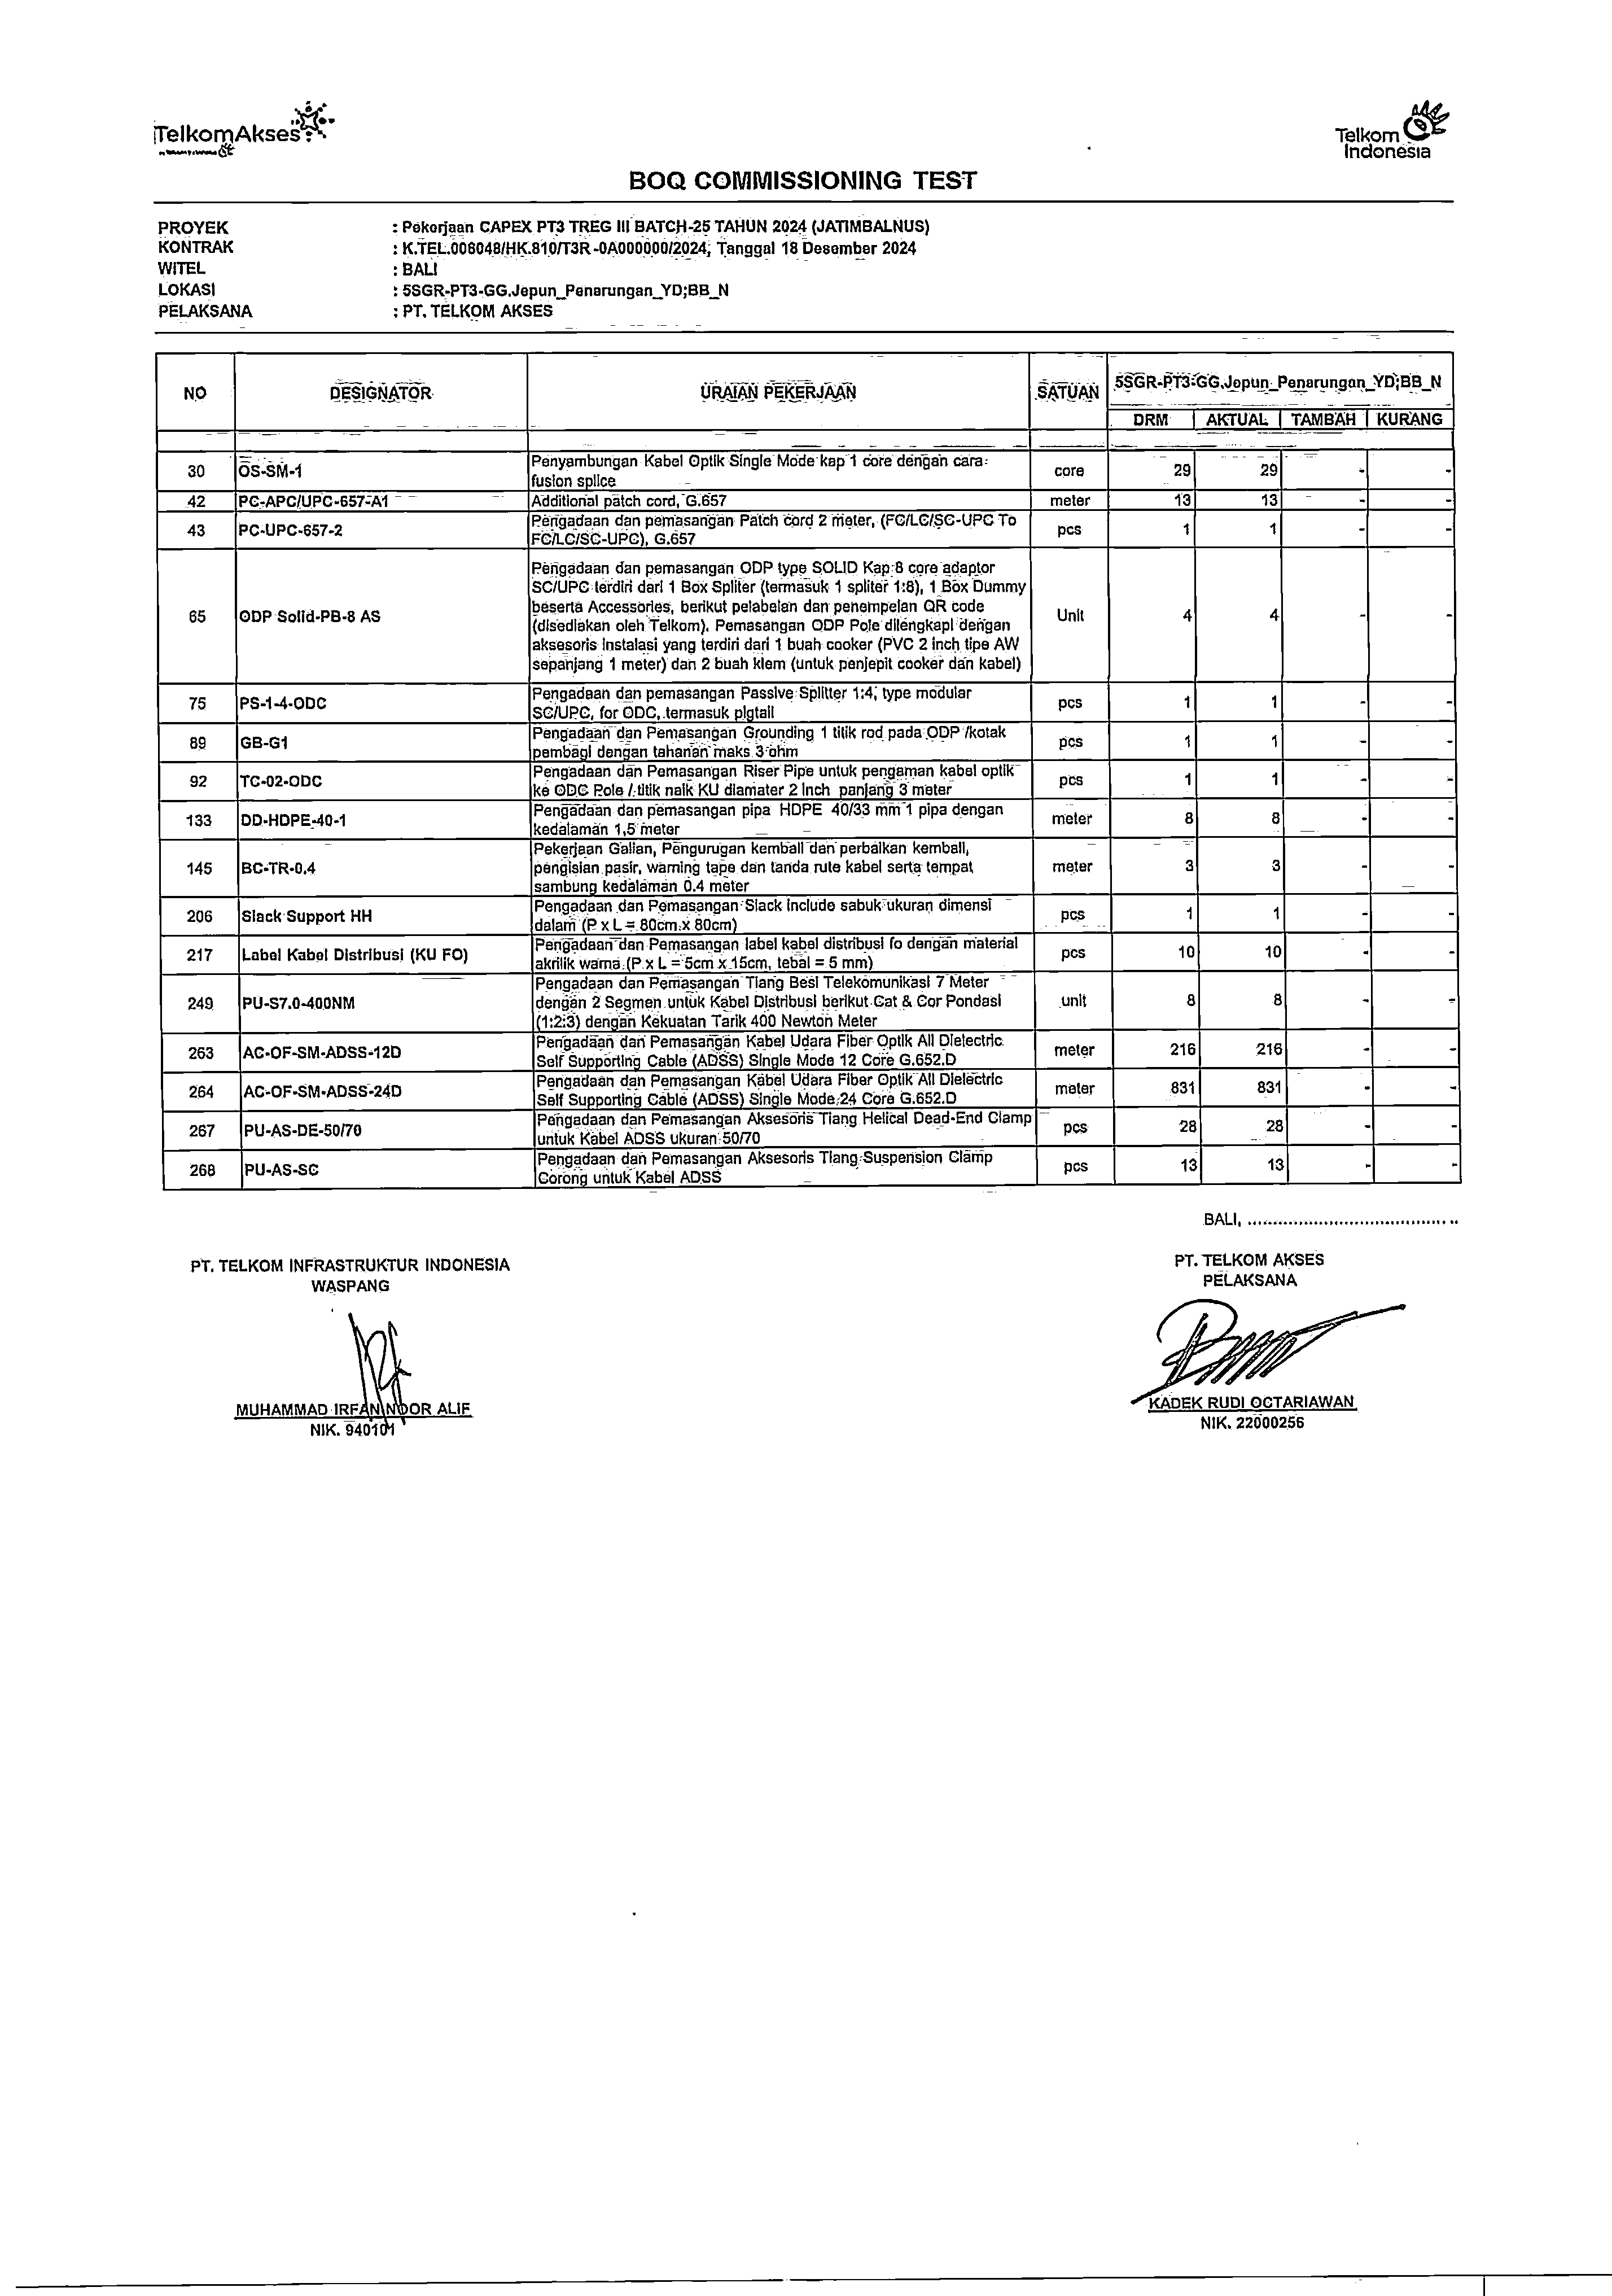 TelkomAkses
Telkom
Indonesia
BOQ COMMISSIONING TEST
PROYEK : Pekerjaan CAPEX PT3 TREG III BATCH-25 TAHUN 2024 (JATIMBALNUS)
KONTRAK : K.TEL.006048/HK.810/T3R-0A000000/2024, Tanggal 18 Desember 2024
WITEL : BALI
LOKASI : 5SGR-PT3-GG.Jepun_Penarungan_YD;BB_N
PELAKSANA : PT. TELKOM AKSES
NO DESIGNATOR URAIAN PEKERJAAN SATUAN 5SGR-PT3-GG.Jepun_Penarungan_YD;BB_N
DRM AKTUAL TAMBAH KURANG
30 OS-SM-1 Penyambungan Kabel Optik Single Mode kap 1 core dengan cara core 29 29 - -
fusion splice
42 PC-APC/UPC-657-A1 Additional patch cord, G.657 meter 13 13 - -
43 PC-UPC-657-2 Pengadaan dan pemasangan Patch cord 2 meter, (FC/LC/SC-UPC To pcs 1 1 - -
FC/LC/SC-UPC), G.657
65 ODP Solid-PB-8 AS Pengadaan dan pemasangan ODP type SOLID Kap 8 core adaptor Unit 4 4 - -
SC/UPC terdiri dari 1 Box Spliter (termasuk 1 spliter 1:8), 1 Box Dummy
beserta Accessories, berikut pelabelan dan penempelan QR code
(disediakan oleh Telkom). Pemasangan ODP Pole dilengkapi dengan
aksesoris instalasi yang terdiri dari 1 buah cooker (PVC 2 inch tipe AW
sepanjang 1 meter) dan 2 buah klem (untuk penjepit cooker dan kabel)
75 PS-1-4-ODC Pengadaan dan pemasangan Passive Splitter 1:4, type modular pcs 1 1 - -
SC/UPC, for ODC, termasuk pigtail
89 GB-G1 Pengadaan dan Pemasangan Grounding 1 titik rod pada ODP /kotak pcs 1 1 - -
pembagi dengan tahanan maks 3 ohm
92 TC-02-ODC Pengadaan dan Pemasangan Riser Pipe untuk pengaman kabel optik pcs 1 1 - -
ke ODC Pole / titik naik KU diamater 2 Inch panjang 3 meter
133 DD-HDPE-40-1 Pengadaan dan pemasangan pipa HDPE 40/33 mm 1 pipa dengan meter 8 8 - -
kedalaman 1,5 meter
145 BC-TR-0.4 Pekerjaan Galian, Pengurugan kembali dan perbaikan kembali, meter 3 3 - -
pengisian pasir, warning tape dan tanda rute kabel serta tempat
sambung kedalaman 0.4 meter
206 Slack Support HH Pengadaan dan Pemasangan Slack include sabuk ukuran dimensi pcs 1 1 - -
dalam (P x L = 80cm x 80cm)
217 Label Kabel Distribusi (KU FO) Pengadaan dan Pemasangan label kabel distribusi fo dengan material pcs 10 10 - -
akrilik warna (P x L = 5cm x 15cm, tebal = 5 mm)
249 PU-S7.0-400NM Pengadaan dan Pemasangan Tiang Besi Telekomunikasi 7 Meter unit 8 8 - -
dengan 2 Segmen untuk Kabel Distribusi berikut Cat & Cor Pondasi
(1:2:3) dengan Kekuatan Tarik 400 Newton Meter
263 AC-OF-SM-ADSS-12D Pengadaan dan Pemasangan Kabel Udara Fiber Optik All Dielectric meter 216 216 - -
Self Supporting Cable (ADSS) Single Mode 12 Core G.652.D
264 AC-OF-SM-ADSS-24D Pengadaan dan Pemasangan Kabel Udara Fiber Optik All Dielectric meter 831 831 - -
Self Supporting Cable (ADSS) Single Mode 24 Core G.652.D
267 PU-AS-DE-50/70 Pengadaan dan Pemasangan Aksesoris Tiang Helical Dead-End Clamp pcs 28 28 - -
untuk Kabel ADSS ukuran 50/70
268 PU-AS-SC Pengadaan dan Pemasangan Aksesoris Tiang Suspension Clamp pcs 13 13 - -
Corong untuk Kabel ADSS
BALI, ........................................
PT. TELKOM INFRASTRUKTUR INDONESIA
WASPANG
PT. TELKOM AKSES
PELAKSANA
MUHAMMAD IRFAN NOOR ALIF
NIK. 940101
KADEK RUDI OCTARIAWAN
NIK. 22000256